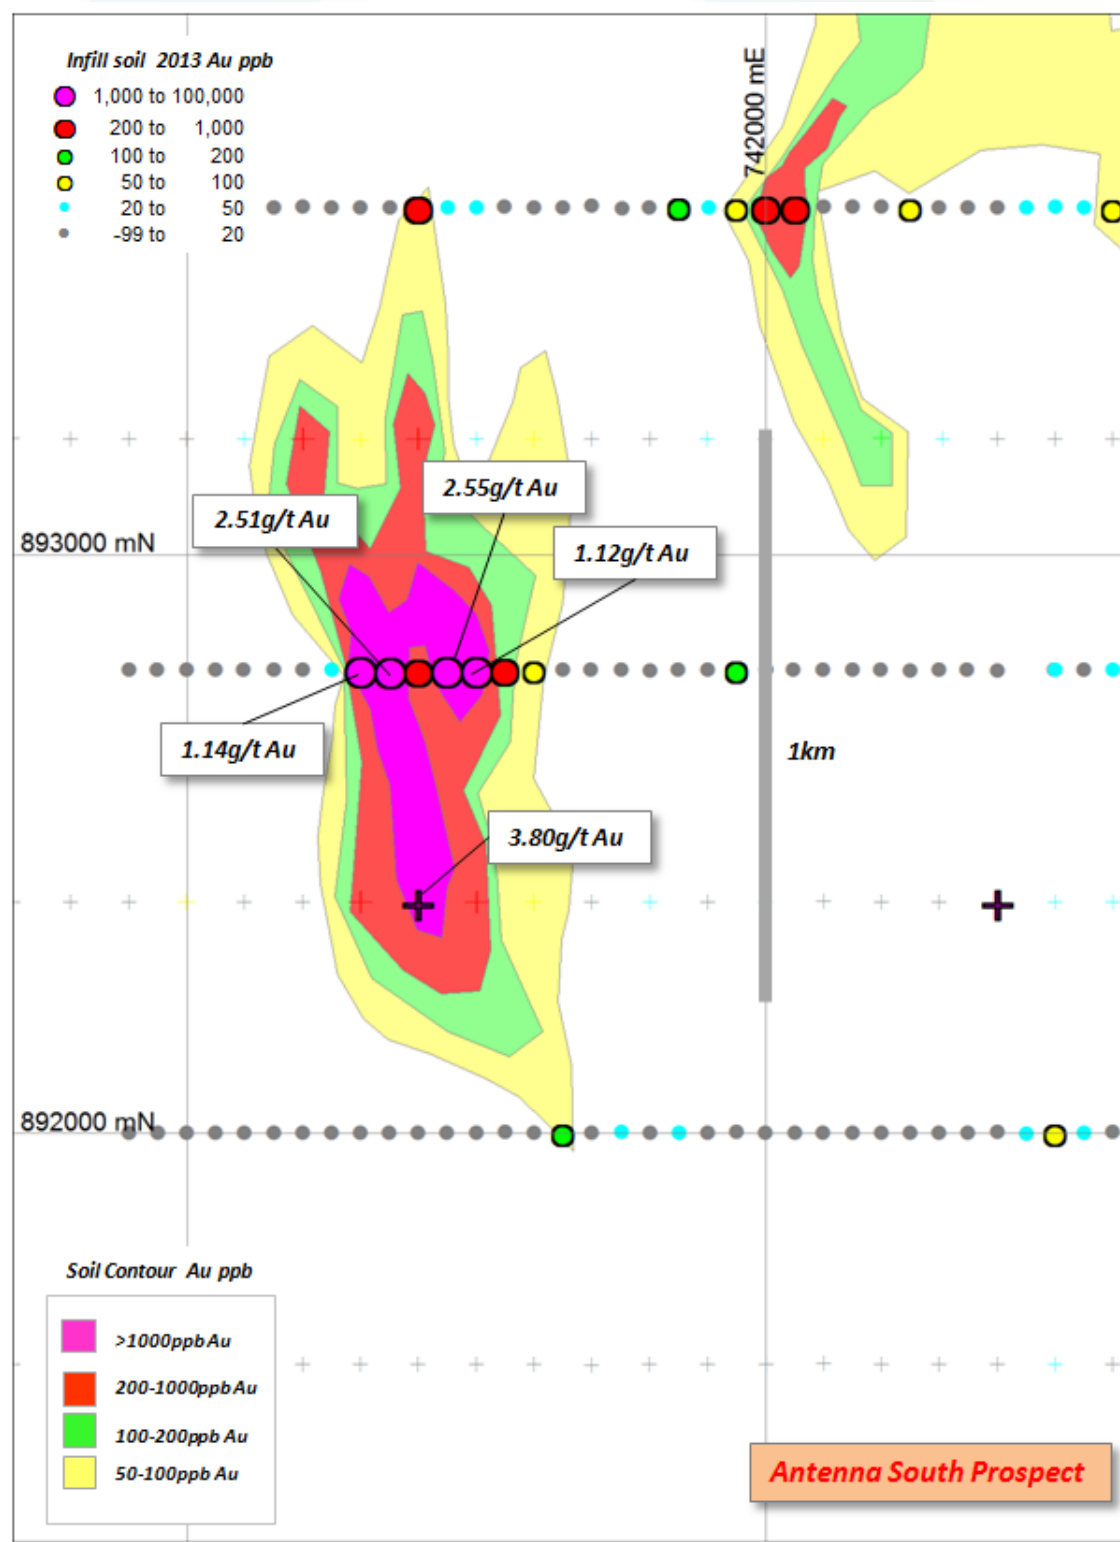 Infill soil 2013 Au ppb
1,000 to 100,000
200 to 1,000
100 to 200
50 to 100
20 to 50
-99 to 20
742000 mE
2.55g/t Au
2.51g/t Au
1.12g/t Au
893000 mN
1.14g/t Au
1km
3.80g/t Au
892000 mN
Soil Contour Au ppb
>1000ppb Au
200-1000ppb Au
100-200ppb Au
50-100ppb Au
Antenna South Prospect